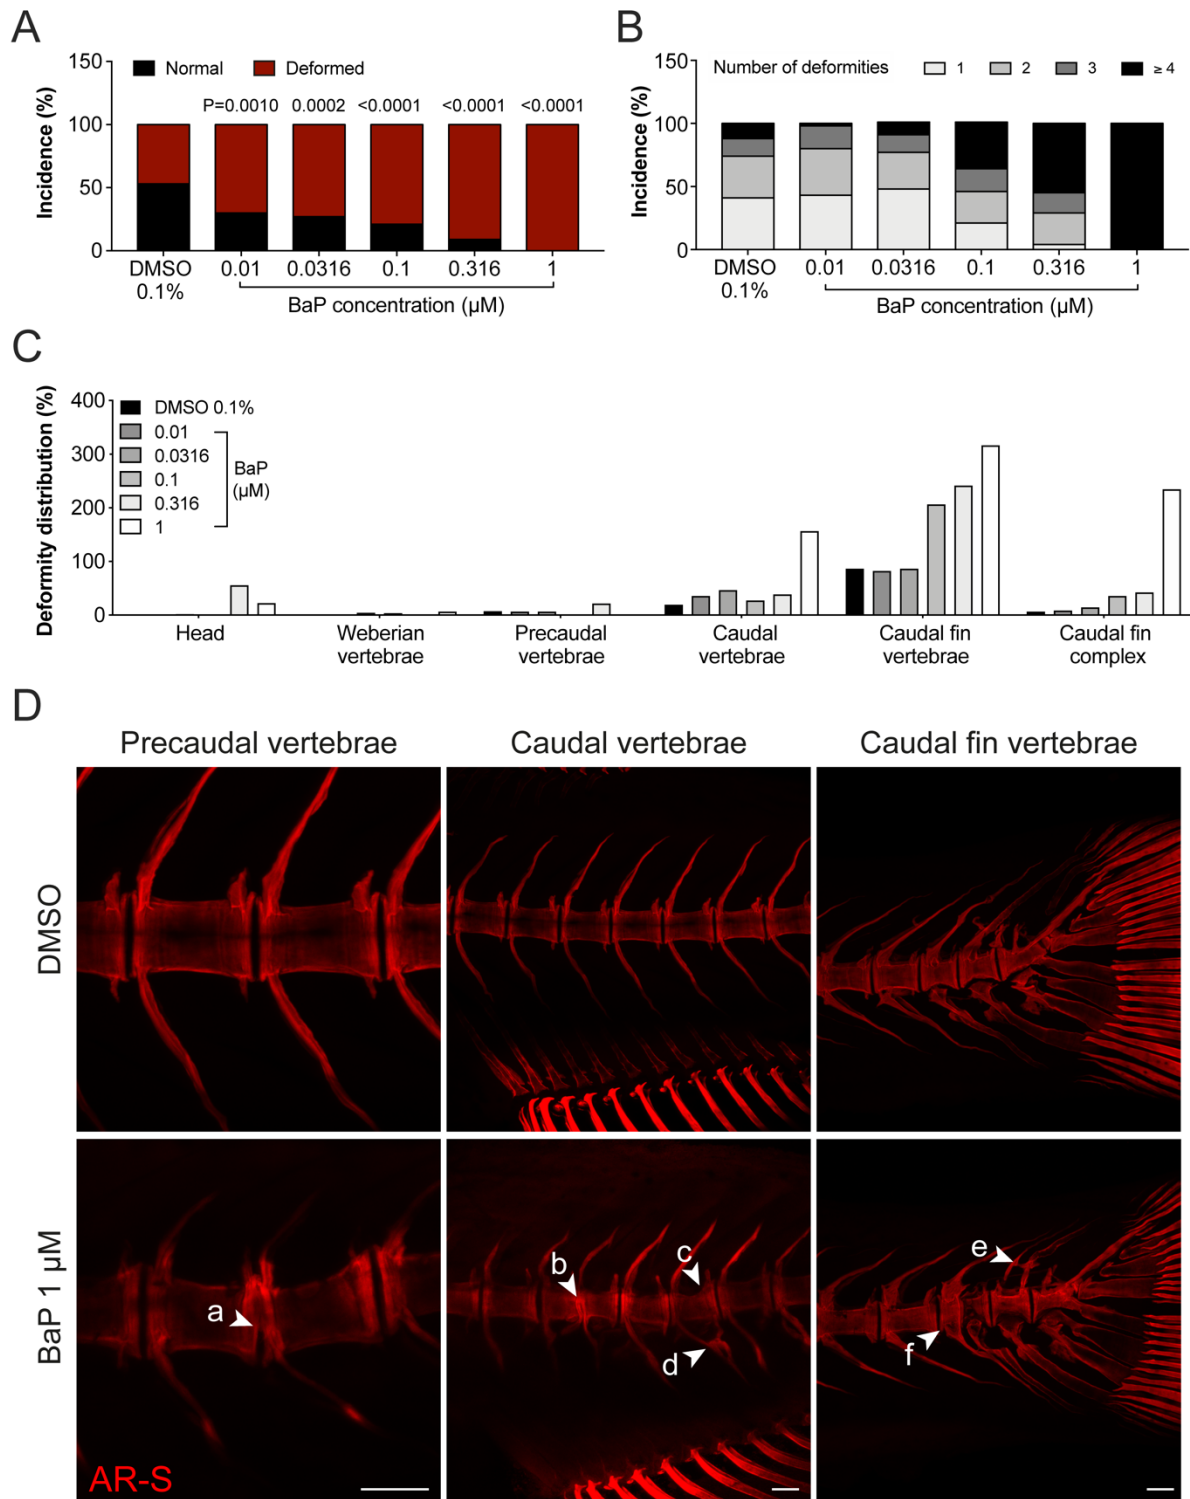 A
Incidence (%)
150
100
50
0
Normal
Deformed
P=0.0010 0.0002 <0.0001 <0.0001 <0.0001
DMSO
0.1%
0.01 0.0316 0.1 0.316 1
BaP concentration (µM)
B
Incidence (%)
150
100
50
0
Number of deformities 1 2 3 ≥ 4
DMSO
0.1%
0.01 0.0316 0.1 0.316 1
BaP concentration (µM)
C
Deformity distribution (%)
400
300
200
100
0
DMSO 0.1%
0.01
0.0316
0.1
0.316
1
BaP
(µM)
Head
Weberian
vertebrae
Precaudal
vertebrae
Caudal
vertebrae
Caudal fin
vertebrae
Caudal fin
complex
D
Precaudal vertebrae
Caudal vertebrae
Caudal fin vertebrae
DMSO
BaP 1 µM
a
b
c
d
e
f
AR-S